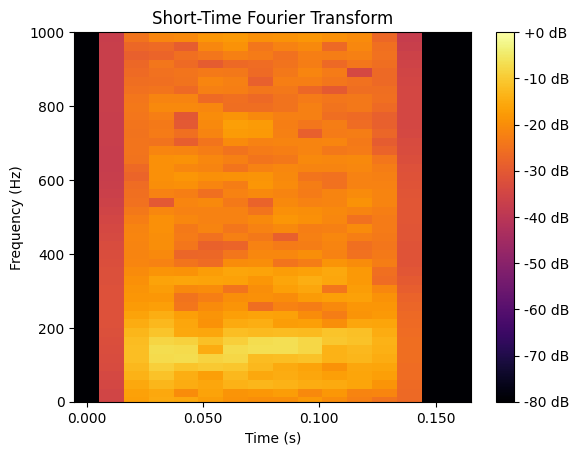 Short-Time Fourier Transform
1000
800
600
400
200
0
Frequency (Hz)
0.000
0.050
0.100
0.150
Time (s)
+0 dB
-10 dB
-20 dB
-30 dB
-40 dB
-50 dB
-60 dB
-70 dB
-80 dB